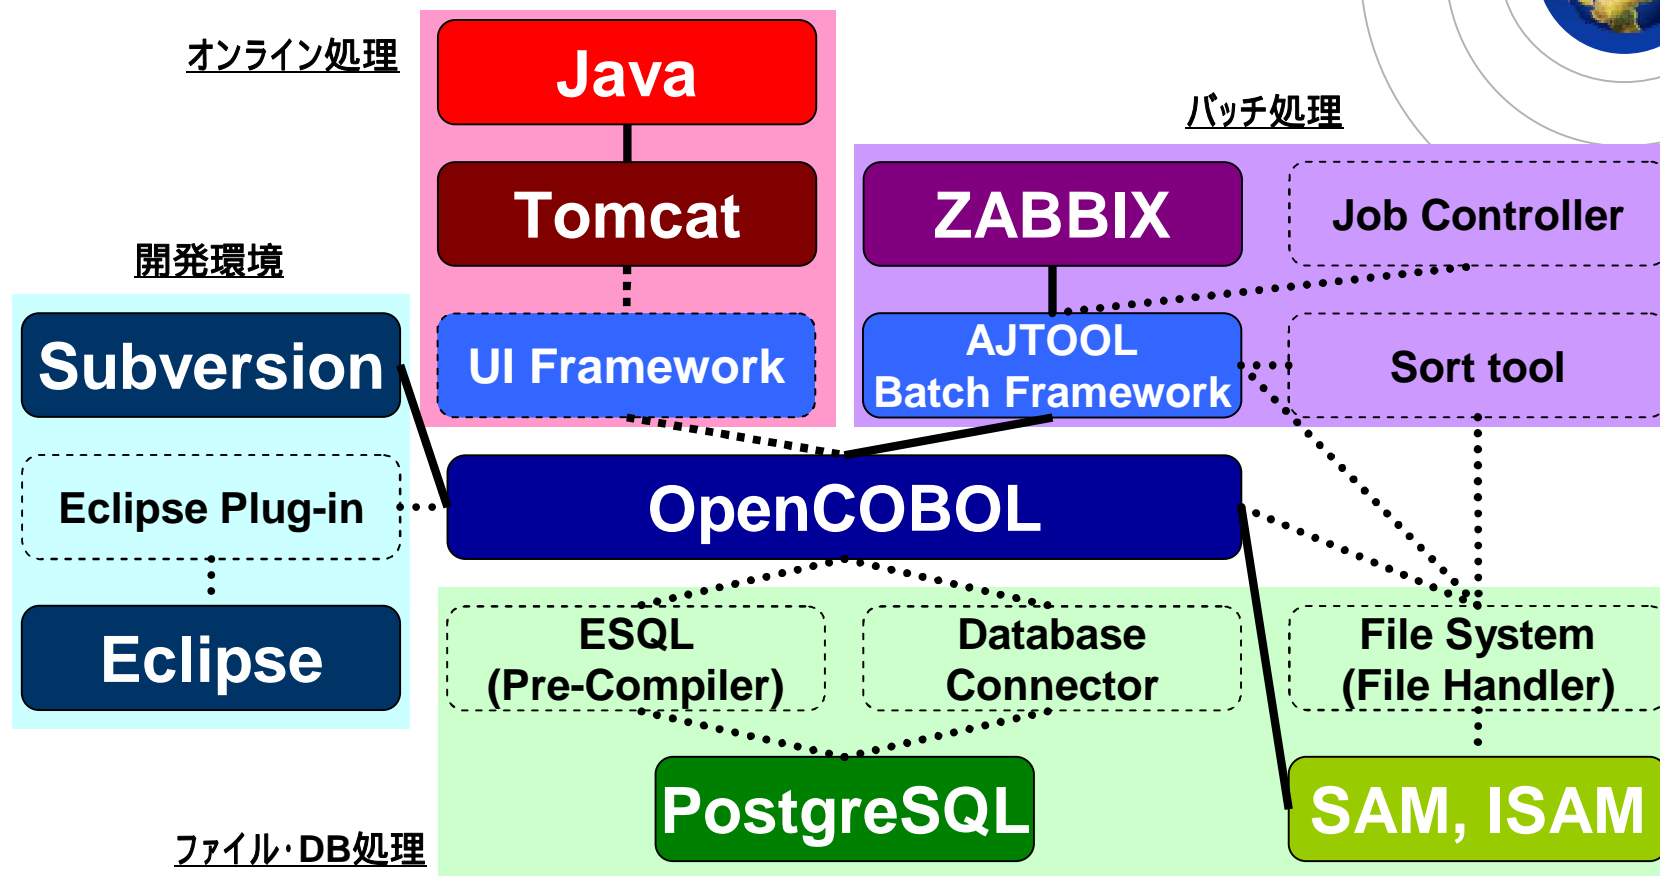 オンライン処理
Java
バッチ処理
Tomcat
ZABBIX
Job Controller
開発環境
Subversion
UI Framework
AJTOOL
Batch Framework
Sort tool
Eclipse Plug-in
OpenCOBOL
Eclipse
ESQL
(Pre-Compiler)
Database
Connector
File System
(File Handler)
PostgreSQL
SAM, ISAM
ファイル・DB処理